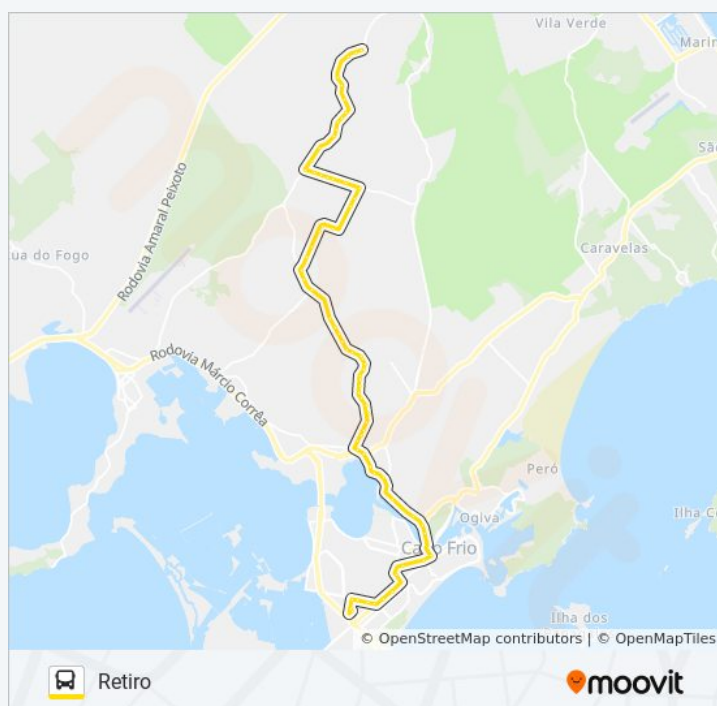 Vila Verde
Marin
São
Rodovia Amaral Peixoto
ua do Fogo
Caravelas
Rodovia Márcio Corrêa
Peró
Ilha C
Ogiva
Cabo Frio
Ilha dos
© OpenStreetMap contributors | © OpenMapTiles
Retiro
moovit